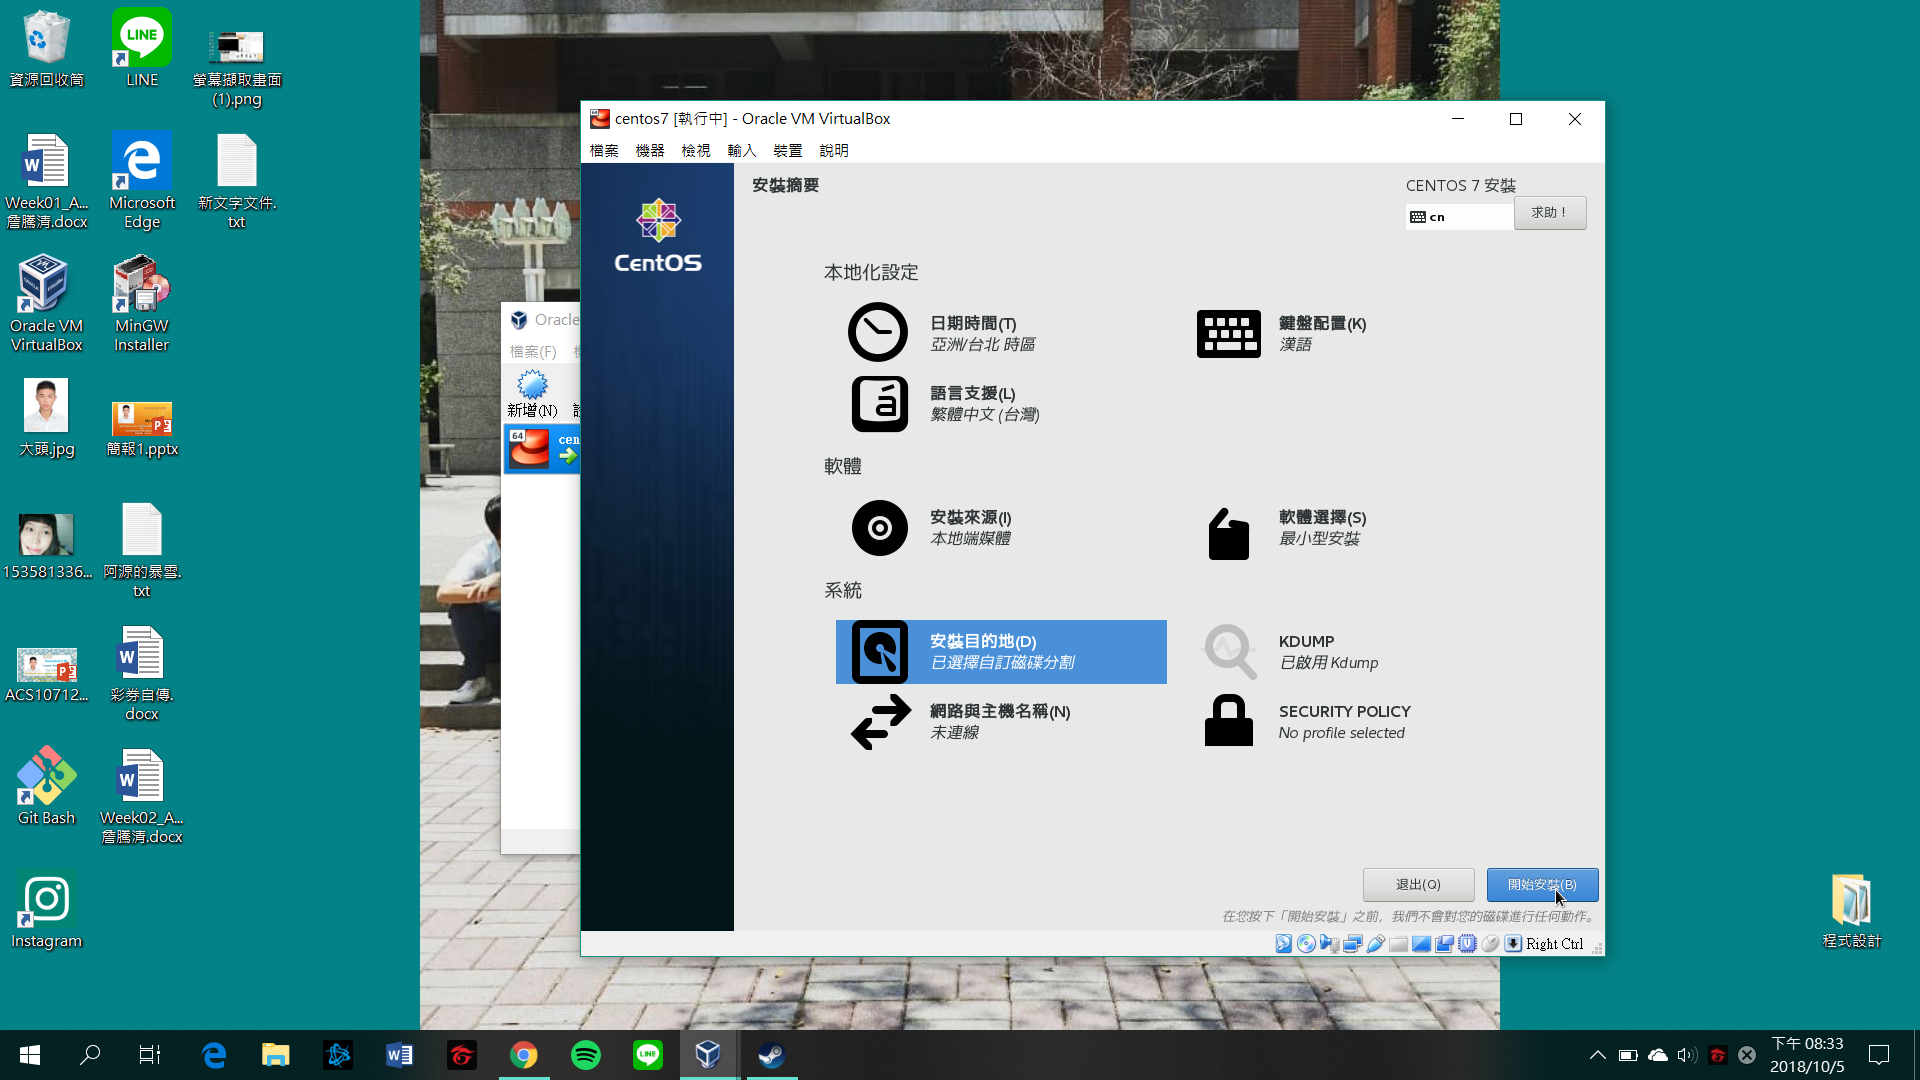 資源回收筒
LINE
螢幕擷取畫面
(1).png
Week01_A...
詹騰清.docx
Microsoft
Edge
新文字文件.
txt
Oracle VM
VirtualBox
MinGW
Installer
大頭.jpg
簡報1.pptx
153581336...
阿源的暴雪.
txt
ACS10712...
彩券自傳.
docx
Git Bash
Week02_A...
詹騰清.docx
Instagram
程式設計
Oracle
檔案(F)
新增(N)
64
cen
centos7 [執行中] - Oracle VM VirtualBox
檔案 機器 檢視 輸入 裝置 說明
CentOS
安裝摘要
CENTOS 7 安裝
cn
求助！
本地化設定
日期時間(T)
亞洲/台北 時區
鍵盤配置(K)
漢語
語言支援(L)
繁體中文 (台灣)
軟體
安裝來源(I)
本地端媒體
軟體選擇(S)
最小型安裝
系統
安裝目的地(D)
已選擇自訂磁碟分割
KDUMP
已啟用 Kdump
網路與主機名稱(N)
未連線
SECURITY POLICY
No profile selected
退出(Q)
開始安裝(B)
在您按下「開始安裝」之前，我們不會對您的磁碟進行任何動作。
Right Ctrl
下午 08:33
2018/10/5